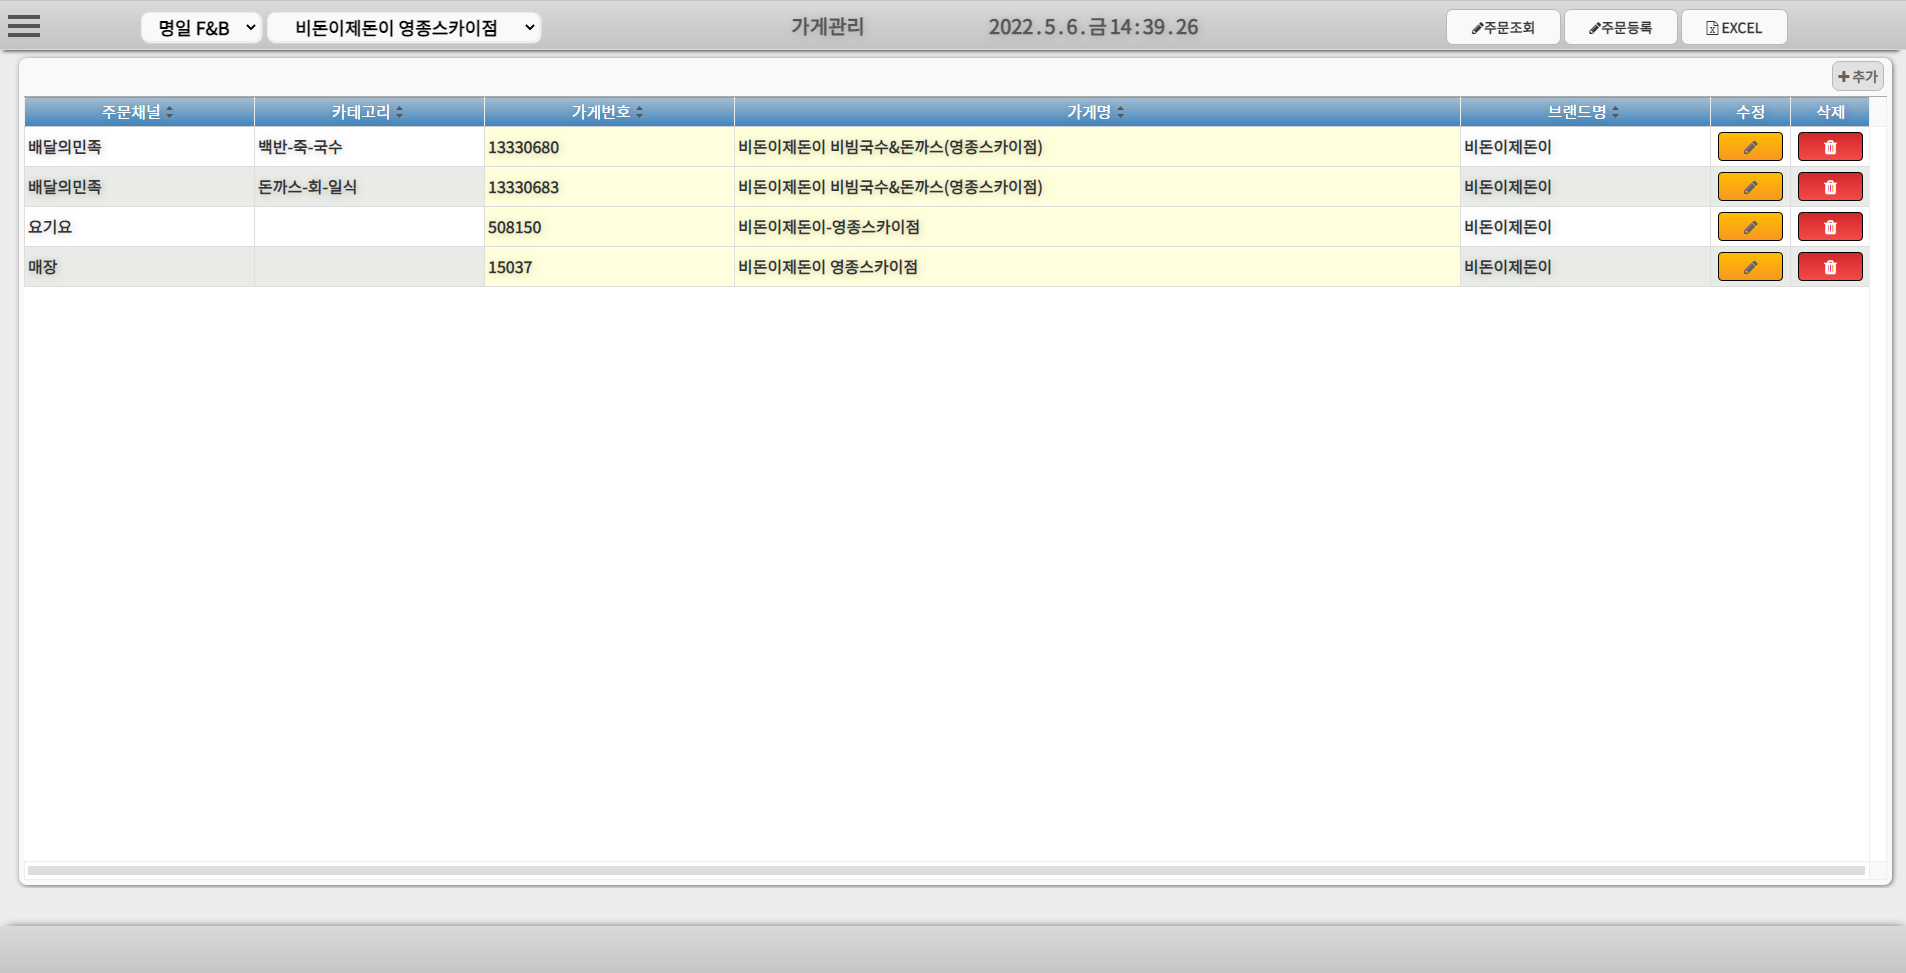 명일 F&B 비돈이제돈이 영종스카이점 가게관리 2022.5.6.금14:39.26 주문조회 주문등록 EXCEL
추가
주문채널 카테고리 가게번호 가게명 브랜드명 수정 삭제
배달의민족 백반-죽-국수 13330680 비돈이제돈이 비빔국수&돈까스(영종스카이점) 비돈이제돈이
배달의민족 돈까스-회-일식 13330683 비돈이제돈이 비빔국수&돈까스(영종스카이점) 비돈이제돈이
요기요 508150 비돈이제돈이-영종스카이점 비돈이제돈이
매장 15037 비돈이제돈이 영종스카이점 비돈이제돈이